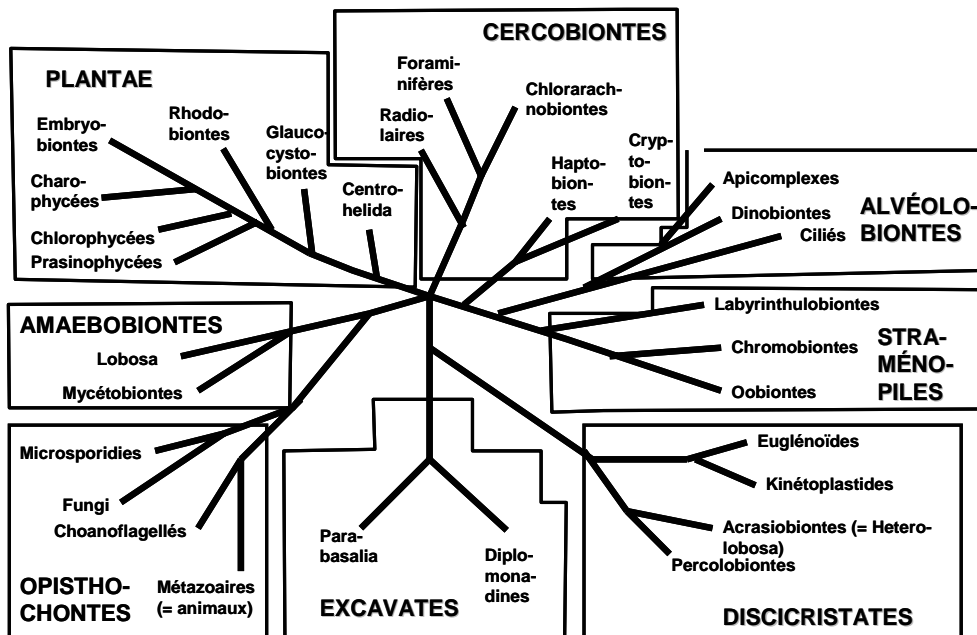 CERCOBIONTES
Forami-
nifères
Chlorarach-
nobiontes
Radio-
laires
Hapto-
bion-
tes
Cryp-
to-
bion-
tes
PLANTAE
Embryo-
biontes
Rhodo-
biontes
Glauco-
cysto-
biontes
Centro-
helida
Charo-
phycées
Chlorophycées
Prasinophycées
Apicomplexes
Dinobiontes
Ciliés
ALVÉOLO-
BIONTES
AMAEBOBIONTES
Lobosa
Mycétobiontes
Labyrinthulobiontes
Chromobiontes
Oobiontes
STRA-
MÉNO-
PILES
Microsporidies
Fungi
Choanoflagellés
Métazoaires
(= animaux)
OPISTHO-
CHONTES
Para-
basalia
Diplo-
mona-
dines
EXCAVATES
Euglénoïdes
Kinétoplastides
Acrasiobiontes (= Hetero-
lobosa)
Percolobiontes
DISCICRISTATES